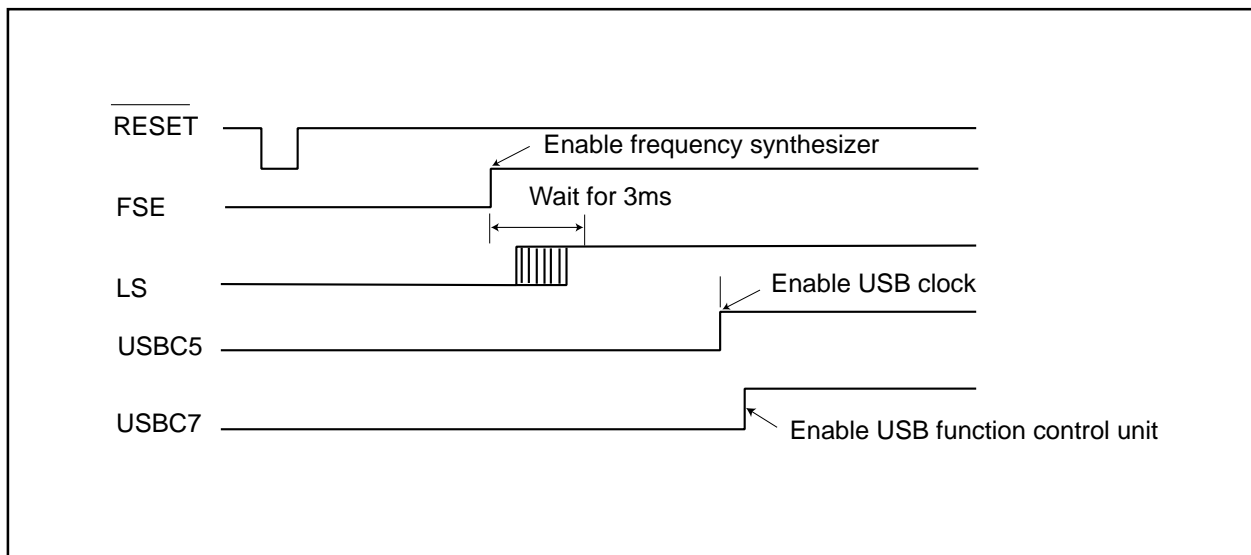 RESET
Enable frequency synthesizer
FSE
Wait for 3ms
LS
Enable USB clock
USBC5
USBC7
Enable USB function control unit